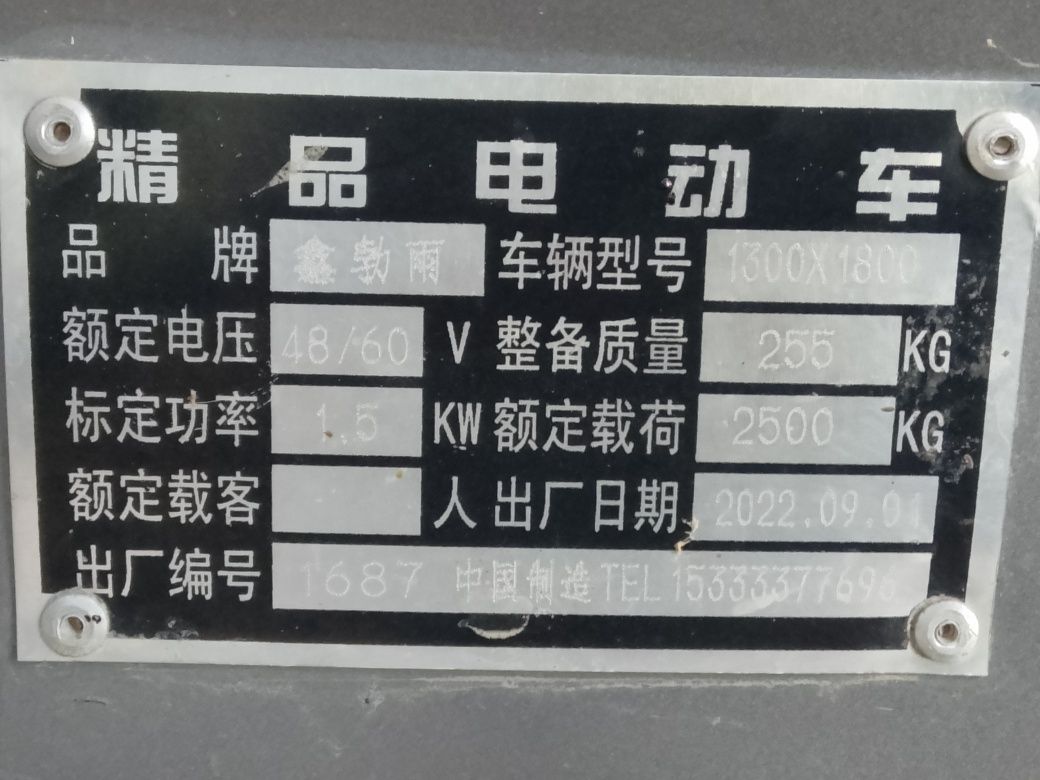 精品电动车
品牌 鑫勃雨 车辆型号 1300X1800
额定电压 48/60 V 整备质量 255 KG
标定功率 1.5 KW 额定载荷 2500 KG
额定载客 人 出厂日期 2022.09.01
出厂编号 1687 中国制造 TEL 15333377696